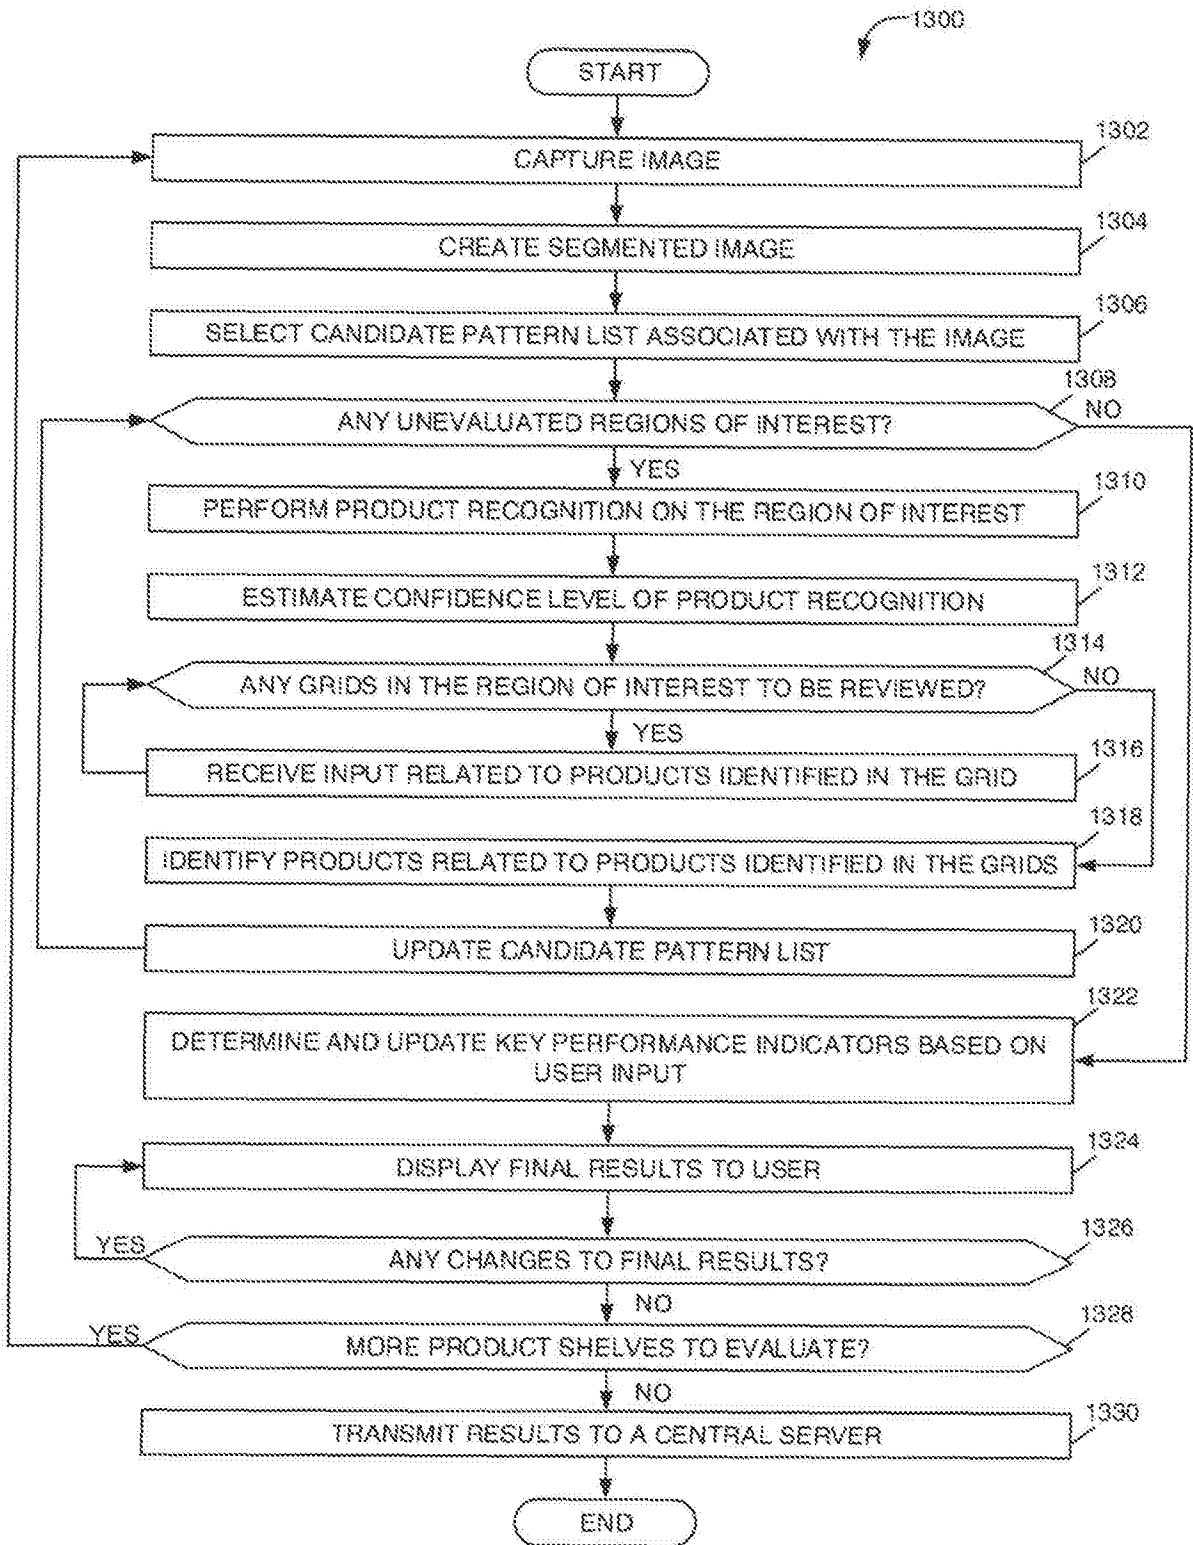 1300
START
1302
CAPTURE IMAGE
1304
CREATE SEGMENTED IMAGE
1306
SELECT CANDIDATE PATTERN LIST ASSOCIATED WITH THE IMAGE
1308
ANY UNEVALUATED REGIONS OF INTEREST?
NO
YES
1310
PERFORM PRODUCT RECOGNITION ON THE REGION OF INTEREST
1312
ESTIMATE CONFIDENCE LEVEL OF PRODUCT RECOGNITION
1314
ANY GRIDS IN THE REGION OF INTEREST TO BE REVIEWED?
NO
YES
1316
RECEIVE INPUT RELATED TO PRODUCTS IDENTIFIED IN THE GRID
1318
IDENTIFY PRODUCTS RELATED TO PRODUCTS IDENTIFIED IN THE GRIDS
1320
UPDATE CANDIDATE PATTERN LIST
1322
DETERMINE AND UPDATE KEY PERFORMANCE INDICATORS BASED ON
USER INPUT
1324
DISPLAY FINAL RESULTS TO USER
1326
YES
ANY CHANGES TO FINAL RESULTS?
NO
1328
YES
MORE PRODUCT SHELVES TO EVALUATE?
NO
1330
TRANSMIT RESULTS TO A CENTRAL SERVER
END